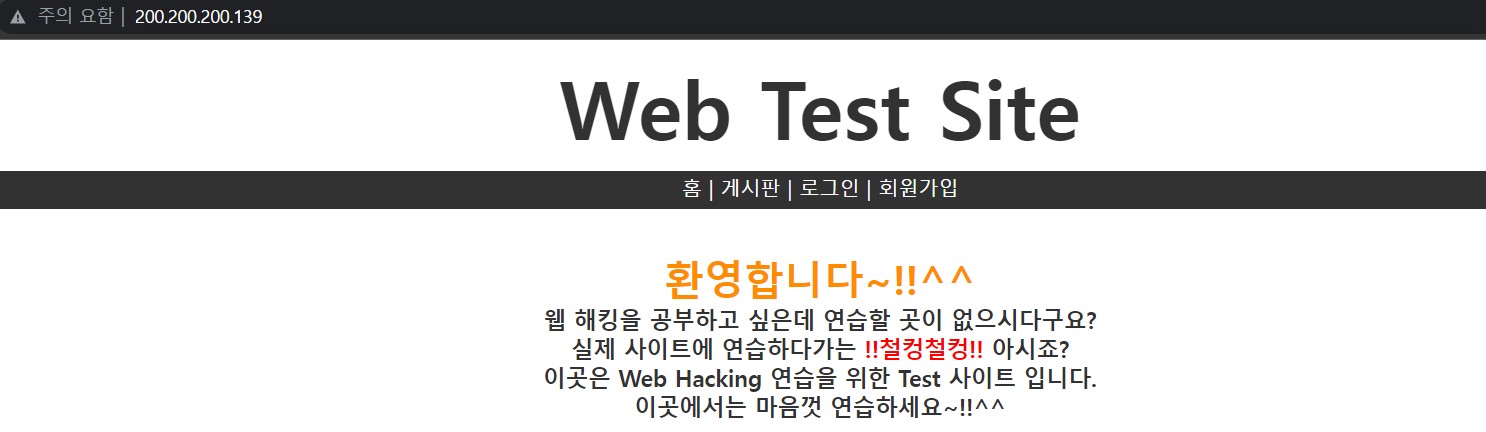 주의 요함 | 200.200.200.139
Web Test Site
홈 | 게시판 | 로그인 | 회원가입
환영합니다~!!^^
웹 해킹을 공부하고 싶은데 연습할 곳이 없으시다구요?
실제 사이트에 연습하다가는 !!철컹철컹!! 아시죠?
이곳은 Web Hacking 연습을 위한 Test 사이트 입니다.
이곳에서는 마음껏 연습하세요~!!^^